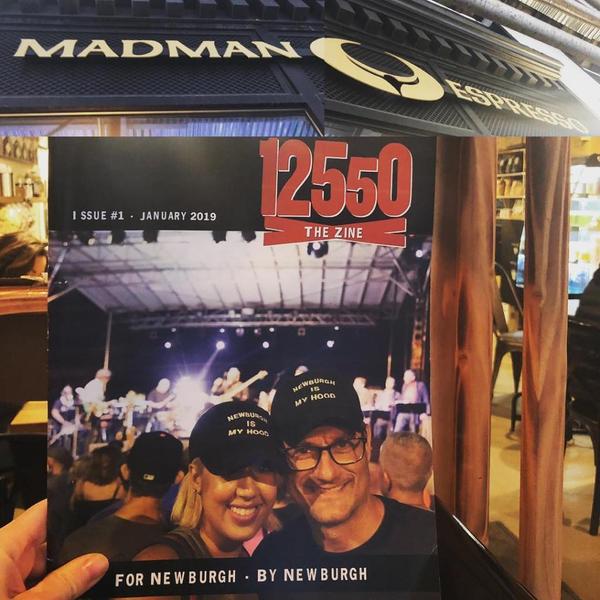 MADMAN
ESPRESSO
ISSUE #1 · JANUARY 2019
12550
THE ZINE
NEWBURGH
IS
MY HOOD
NEWBURGH
IS
MY HOOD
FOR NEWBURGH · BY NEWBURGH